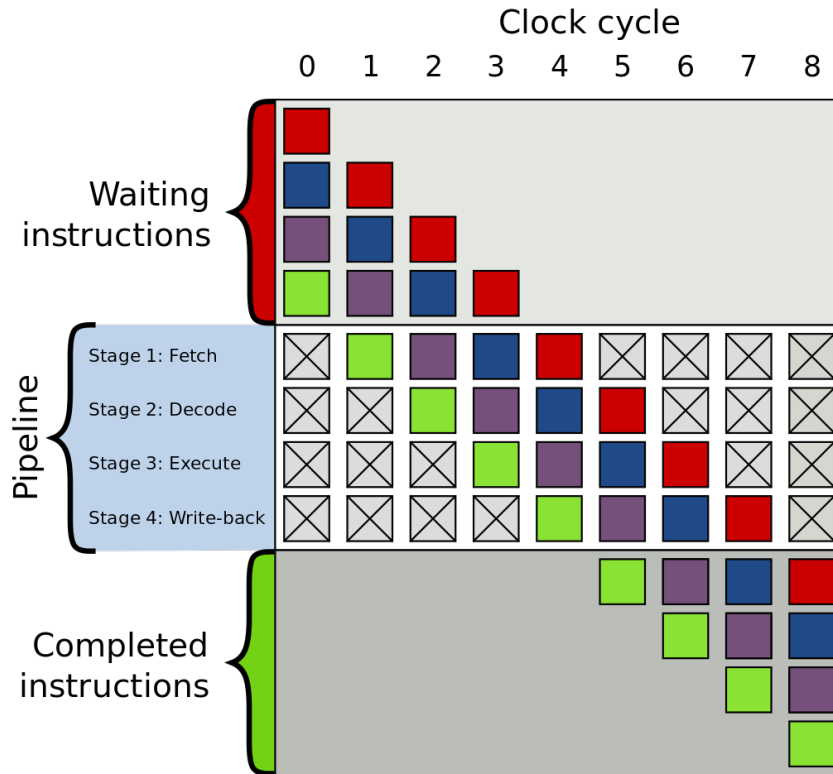 Clock cycle
0 1 2 3 4 5 6 7 8
Waiting
instructions
Pipeline
Stage 1: Fetch
Stage 2: Decode
Stage 3: Execute
Stage 4: Write-back
Completed
instructions